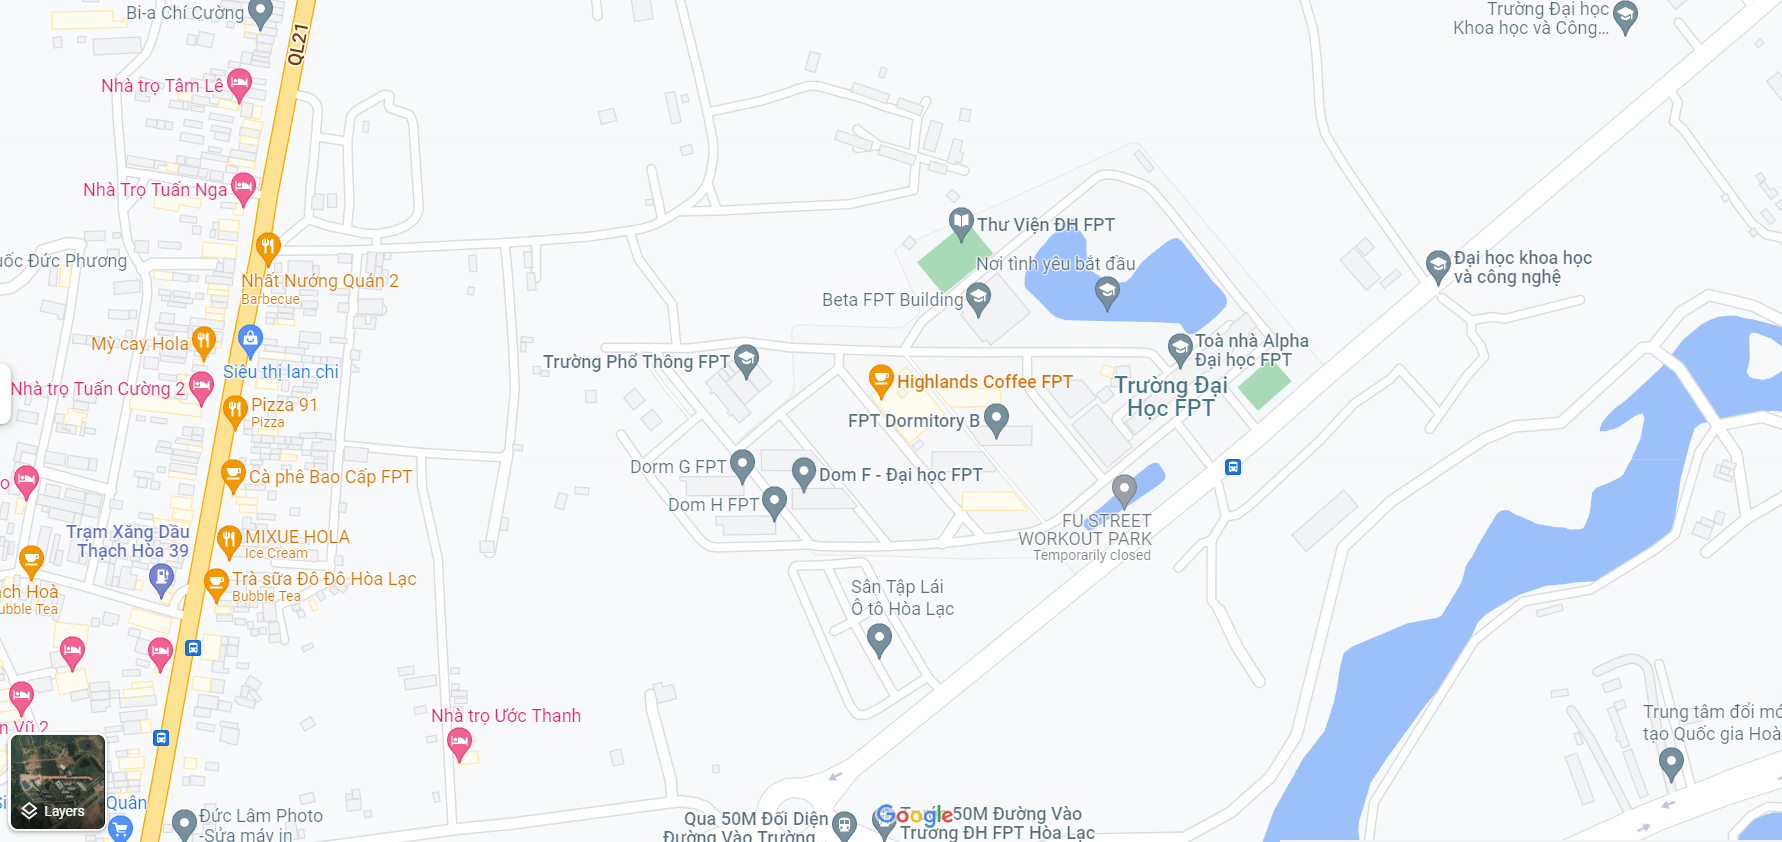 Bi-a Chí Cường
QL21
Trường Đại học
Khoa học và Công...
Nhà trọ Tâm Lê
Nhà Trọ Tuấn Nga
Thư Viện ĐH FPT
uốc Đức Phương
Nơi tình yêu bắt đầu
Đại học khoa học
và công nghệ
Nhất Nướng Quán 2
Barbecue
Beta FPT Building
Mỳ cay Hola
Siêu thị lan chi
Trường Phổ Thông FPT
Toà nhà Alpha
Đại học FPT
Nhà trọ Tuấn Cường 2
Highlands Coffee FPT
Trường Đại
Học FPT
Pizza 91
Pizza
FPT Dormitory B
Dorm G FPT
Dom F - Đại học FPT
Cà phê Bao Cấp FPT
o
Dom H FPT
Trạm Xăng Dầu
Thạch Hòa 39
MIXUE HOLA
Ice Cream
FU STREET
WORKOUT PARK
Temporarily closed
Trà sữa Đô Đô Hòa Lạc
Bubble Tea
ạch Hoà
ubble Tea
Sân Tập Lái
Ô tô Hòa Lạc
Nhà trọ Ước Thanh
n Vũ 2
Trung tâm đổi mớ
tạo Quốc gia Hoà
Layers
Si
Quân
Đức Lâm Photo
-Sửa máy in
Qua 50M Đối Diện
Đường Vào Trường...
Google
50M Đường Vào
Trường ĐH FPT Hòa Lạc